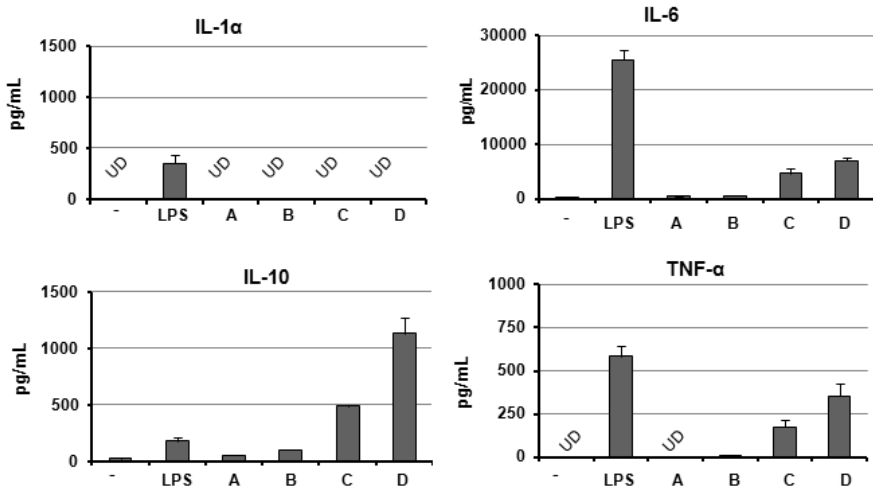 IL-1α
pg/mL
1500
1000
500
0
UD
UD
UD
UD
UD
-
LPS
A
B
C
D
IL-6
pg/mL
30000
20000
10000
0
-
LPS
A
B
C
D
IL-10
pg/mL
1500
1000
500
0
-
LPS
A
B
C
D
TNF-α
pg/mL
1000
750
500
250
0
UD
UD
-
LPS
A
B
C
D